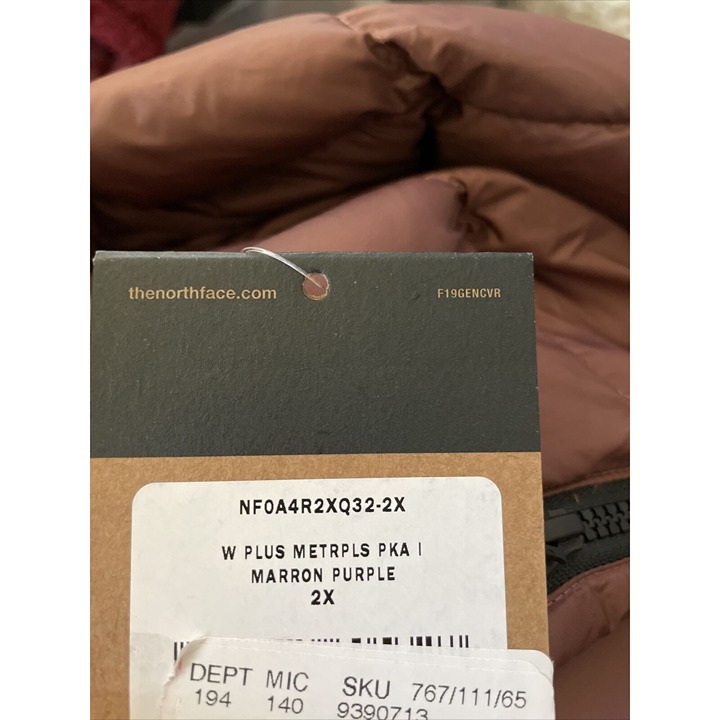 thenorthface.com
F19GENCVR
NF0A4R2XQ32-2X
W PLUS METRPLS PKA I
MARRON PURPLE
2X
DEPT MIC SKU 767/111/65
194 140 9390713